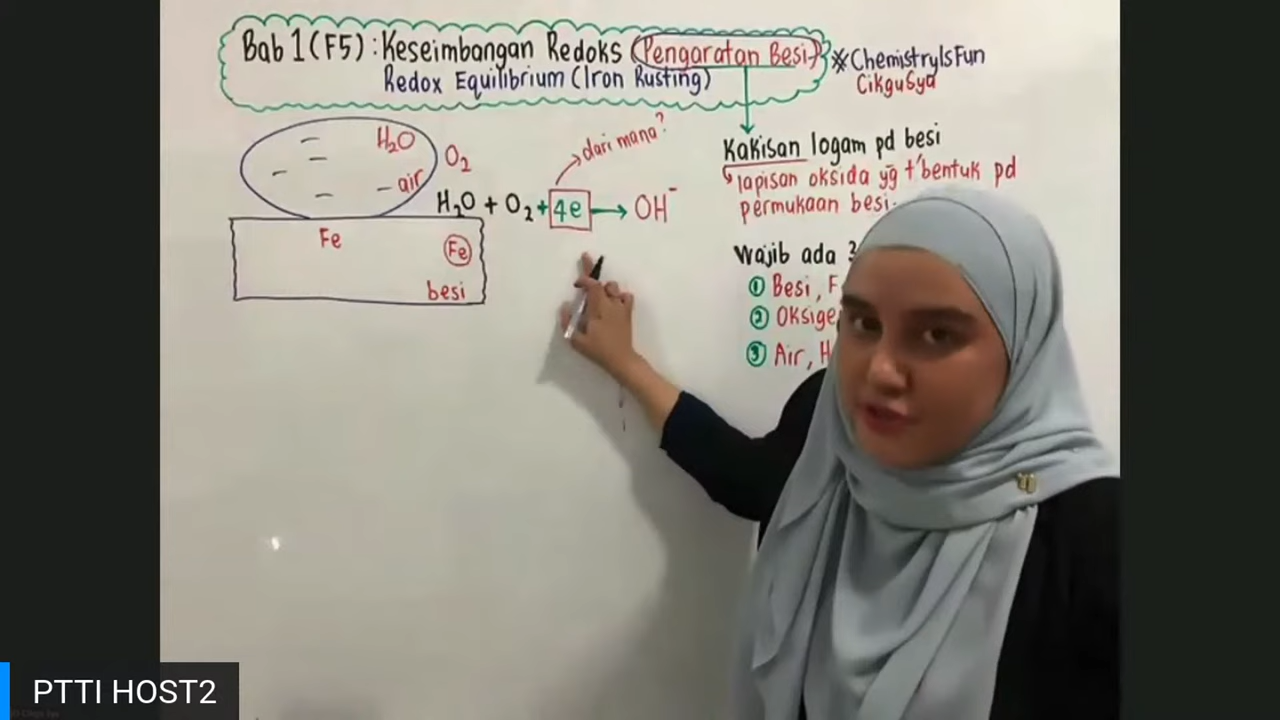 Bab 1 (F5) : Keseimbangan Redoks (Pengaratan Besi)
Redox Equilibrium (Iron Rusting)
#ChemistryIsFun
CikguSya
H₂O
O₂
air
dari mana?
H₂O + O₂ + 4e → OH⁻
Fe
Fe
besi
Kakisan logam pd besi
lapisan oksida yg t'bentuk pd
permukaan besi.
Wajib ada 3
① Besi, F
② Oksige
③ Air, H
PTTI HOST2